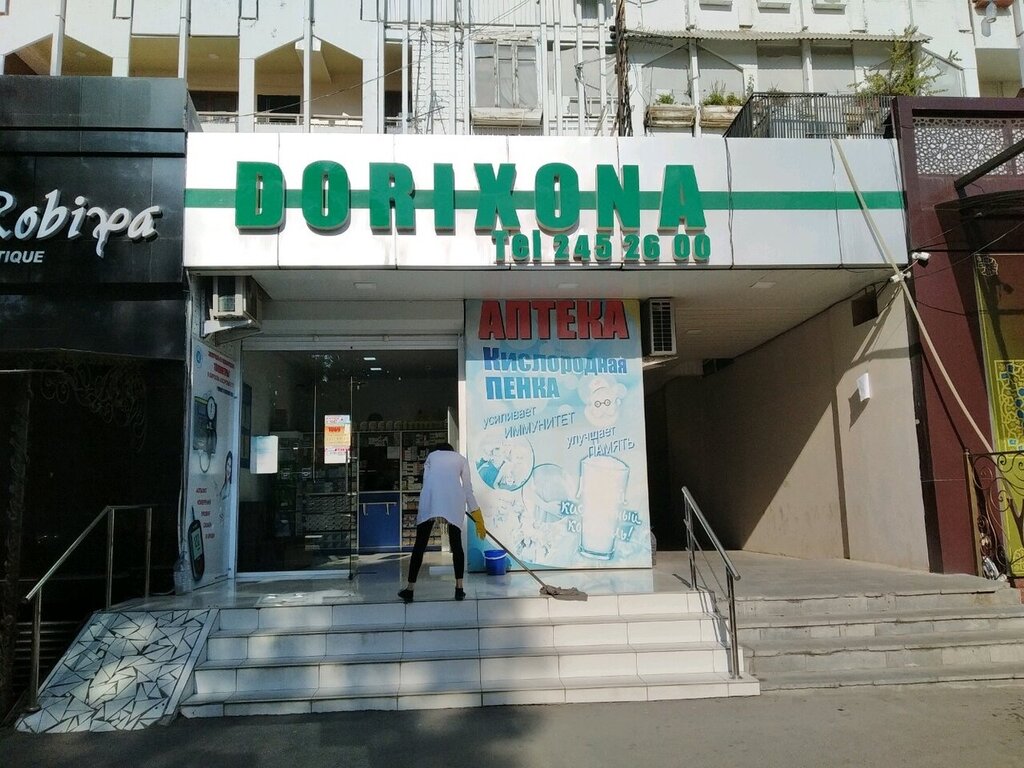 Robiya
TIQUE
DORIXONA
Tel 245 26 00
АПТЕКА
Кислородная
ПЕНКА
усиливает
ИММУНИТЕТ
улучшает
ПАМЯТЬ